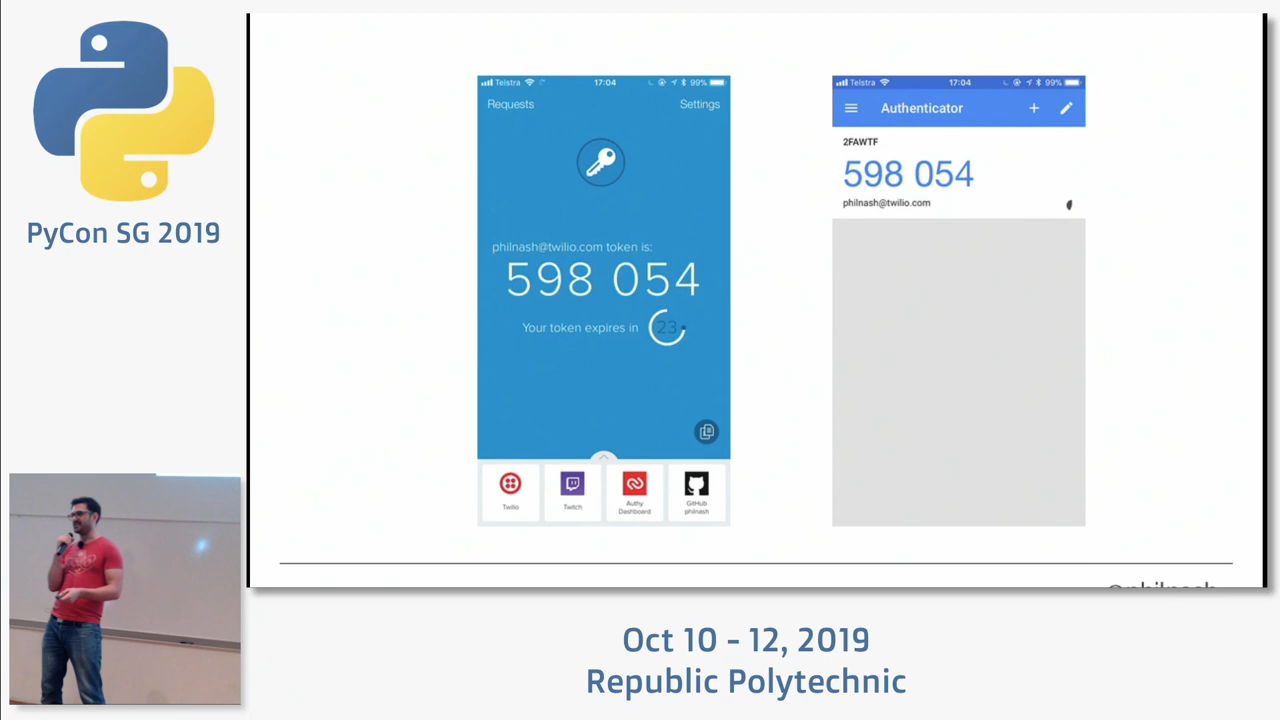 PyCon SG 2019
Telstra 17:04 99%
Requests Settings
philnash@twilio.com token is:
598 054
Your token expires in 23
Twilio
Twitch
Authy
Dashboard
GitHub
philnash
Telstra 17:04 99%
Authenticator
2FAWTF
598 054
philnash@twilio.com
@philnash
Oct 10 - 12, 2019
Republic Polytechnic